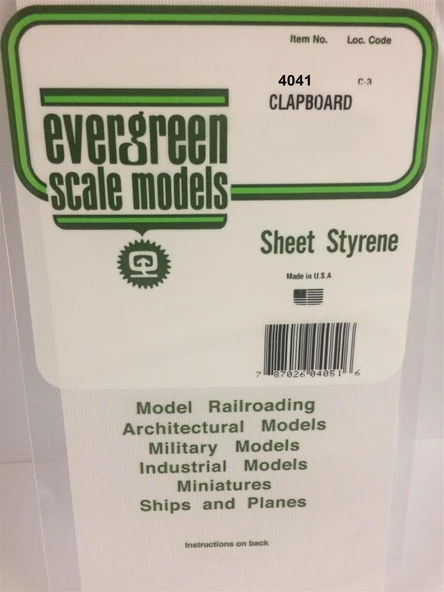 Item No. Loc. Code
4041 C-3
CLAPBOARD
evergreen
scale models
Sheet Styrene
Made in U.S.A
7 87026 04051 6
Model Railroading
Architectural Models
Military Models
Industrial Models
Miniatures
Ships and Planes
Instructions on back